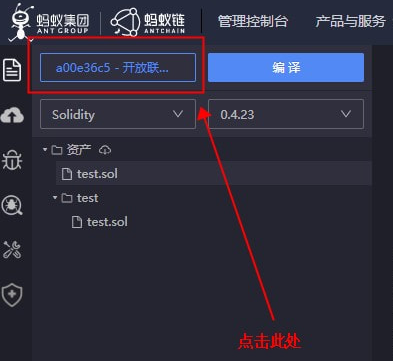 蚂蚁集团
ANT GROUP
蚂蚁链
ANTCHAIN
管理控制台
产品与服务
a00e36c5 - 开放联...
编译
Solidity
0.4.23
资产
test.sol
test
test.sol
点击此处